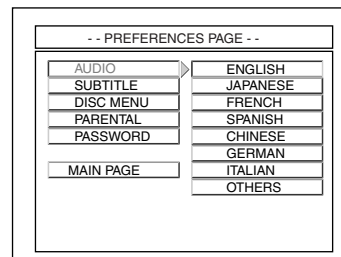 - - PREFERENCES PAGE - -
AUDIO
SUBTITLE
DISC MENU
PARENTAL
PASSWORD
MAIN PAGE
ENGLISH
JAPANESE
FRENCH
SPANISH
CHINESE
GERMAN
ITALIAN
OTHERS